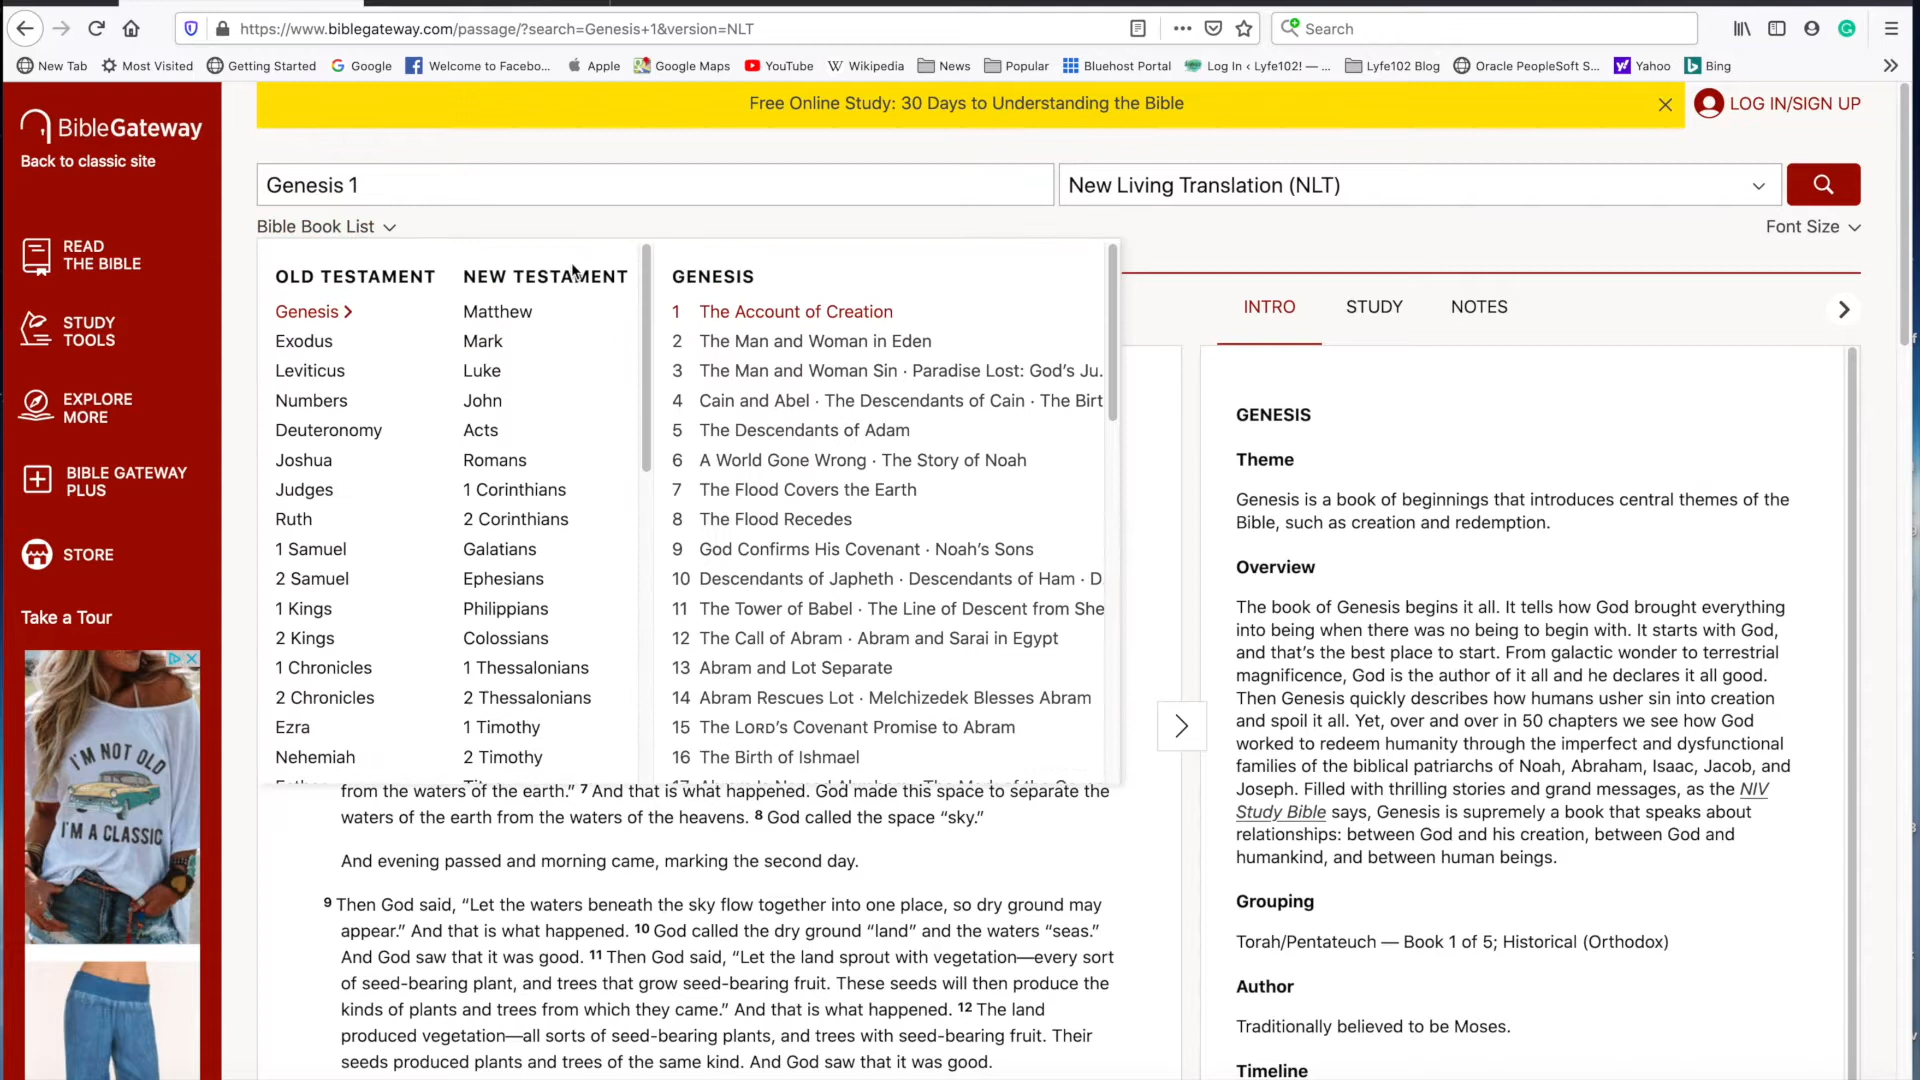 https://www.biblegateway.com/passage/?search=Genesis+1&version=NLT
Search
New Tab
Most Visited
Getting Started
Google
Welcome to Facebo...
Apple
Google Maps
YouTube
Wikipedia
News
Popular
Bluehost Portal
Log In ‹ Lyfe102! — ...
Lyfe102 Blog
Oracle PeopleSoft S...
Yahoo
Bing
BibleGateway
Back to classic site
READ
THE BIBLE
STUDY
TOOLS
EXPLORE
MORE
BIBLE GATEWAY
PLUS
STORE
Take a Tour
I'M NOT OLD
I'M A CLASSIC
Free Online Study: 30 Days to Understanding the Bible
LOG IN/SIGN UP
Genesis 1
New Living Translation (NLT)
Bible Book List
Font Size
OLD TESTAMENT
Genesis
Exodus
Leviticus
Numbers
Deuteronomy
Joshua
Judges
Ruth
1 Samuel
2 Samuel
1 Kings
2 Kings
1 Chronicles
2 Chronicles
Ezra
Nehemiah
NEW TESTAMENT
Matthew
Mark
Luke
John
Acts
Romans
1 Corinthians
2 Corinthians
Galatians
Ephesians
Philippians
Colossians
1 Thessalonians
2 Thessalonians
1 Timothy
2 Timothy
GENESIS
1 The Account of Creation
2 The Man and Woman in Eden
3 The Man and Woman Sin · Paradise Lost: God's Ju.
4 Cain and Abel · The Descendants of Cain · The Birt
5 The Descendants of Adam
6 A World Gone Wrong · The Story of Noah
7 The Flood Covers the Earth
8 The Flood Recedes
9 God Confirms His Covenant · Noah's Sons
10 Descendants of Japheth · Descendants of Ham · D
11 The Tower of Babel · The Line of Descent from She
12 The Call of Abram · Abram and Sarai in Egypt
13 Abram and Lot Separate
14 Abram Rescues Lot · Melchizedek Blesses Abram
15 The LORD's Covenant Promise to Abram
16 The Birth of Ishmael
from the waters of the earth.” 7 And that is what happened. God made this space to separate the
waters of the earth from the waters of the heavens. 8 God called the space “sky.”
And evening passed and morning came, marking the second day.
9 Then God said, “Let the waters beneath the sky flow together into one place, so dry ground may
appear.” And that is what happened. 10 God called the dry ground “land” and the waters “seas.”
And God saw that it was good. 11 Then God said, “Let the land sprout with vegetation—every sort
of seed-bearing plant, and trees that grow seed-bearing fruit. These seeds will then produce the
kinds of plants and trees from which they came.” And that is what happened. 12 The land
produced vegetation—all sorts of seed-bearing plants, and trees with seed-bearing fruit. Their
seeds produced plants and trees of the same kind. And God saw that it was good.
INTRO
STUDY
NOTES
GENESIS
Theme
Genesis is a book of beginnings that introduces central themes of the
Bible, such as creation and redemption.
Overview
The book of Genesis begins it all. It tells how God brought everything
into being when there was no being to begin with. It starts with God,
and that's the best place to start. From galactic wonder to terrestrial
magnificence, God is the author of it all and he declares it all good.
Then Genesis quickly describes how humans usher sin into creation
and spoil it all. Yet, over and over in 50 chapters we see how God
worked to redeem humanity through the imperfect and dysfunctional
families of the biblical patriarchs of Noah, Abraham, Isaac, Jacob, and
Joseph. Filled with thrilling stories and grand messages, as the NIV
Study Bible says, Genesis is supremely a book that speaks about
relationships: between God and his creation, between God and
humankind, and between human beings.
Grouping
Torah/Pentateuch — Book 1 of 5; Historical (Orthodox)
Author
Traditionally believed to be Moses.
Timeline